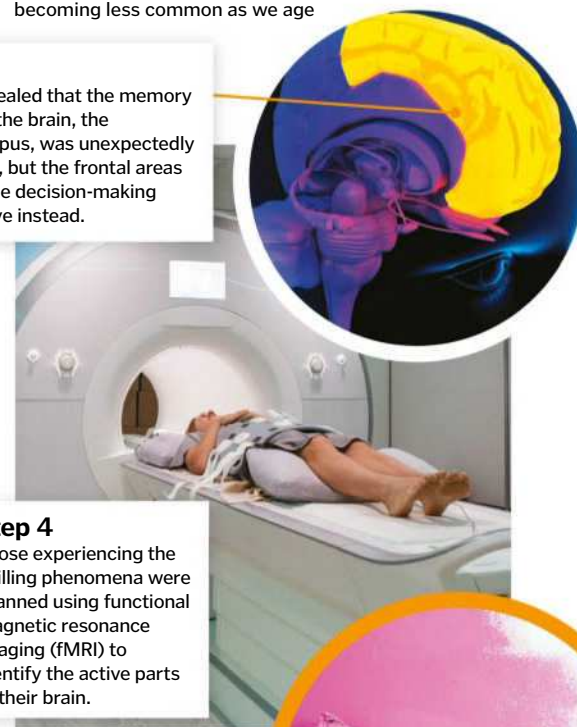 becoming less common as we age
ealed that the memory
the brain, the
pus, was unexpectedly
, but the frontal areas
e decision-making
ve instead.
ep 4
ose experiencing the
illing phenomena were
anned using functional
agnetic resonance
aging (fMRI) to
entify the active parts
their brain.